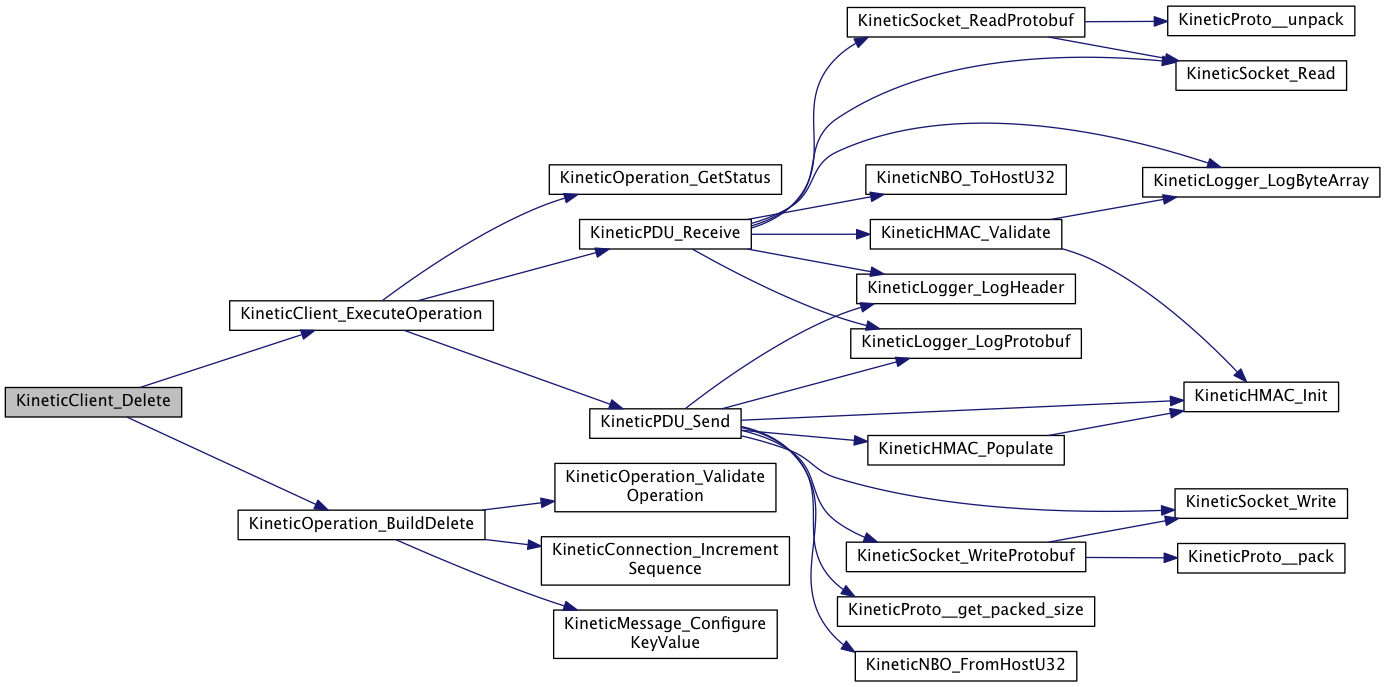 KineticSocket_ReadProtobuf
KineticProto__unpack
KineticSocket_Read
KineticOperation_GetStatus
KineticNBO_ToHostU32
KineticLogger_LogByteArray
KineticPDU_Receive
KineticHMAC_Validate
KineticLogger_LogHeader
KineticClient_ExecuteOperation
KineticLogger_LogProtobuf
KineticClient_Delete
KineticHMAC_Init
KineticPDU_Send
KineticHMAC_Populate
KineticOperation_Validate
Operation
KineticSocket_Write
KineticOperation_BuildDelete
KineticConnection_Increment
Sequence
KineticSocket_WriteProtobuf
KineticProto__pack
KineticProto__get_packed_size
KineticMessage_Configure
KeyValue
KineticNBO_FromHostU32